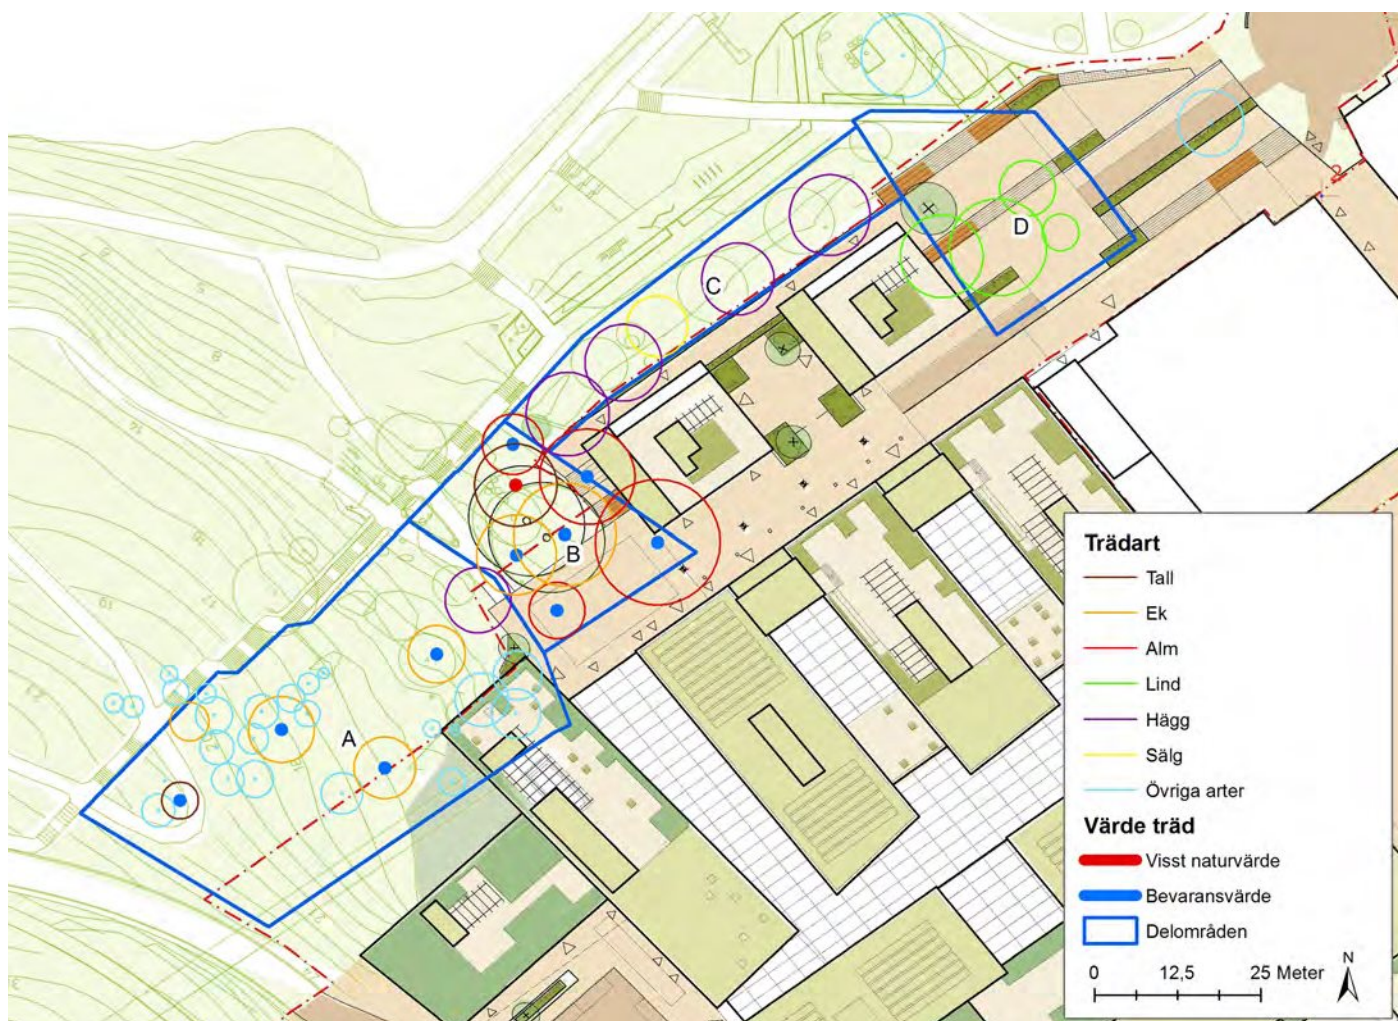 C
D
B
A
Trädart
Tall
Ek
Alm
Lind
Hägg
Sälg
Övriga arter
Värde träd
Visst naturvärde
Bevaransvärde
Delområden
0 12,5 25 Meter
N